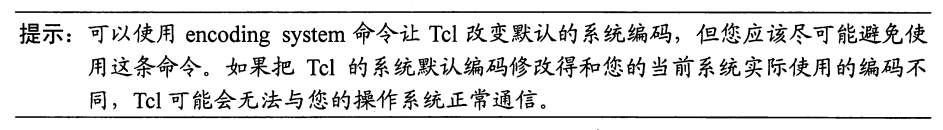 提示：可以使用 encoding system 命令让 Tcl 改变默认的系统编码，但您应该尽可能避免使
用这条命令。如果把 Tcl 的系统默认编码修改得和您的当前系统实际使用的编码不
同，Tcl 可能会无法与您的操作系统正常通信。